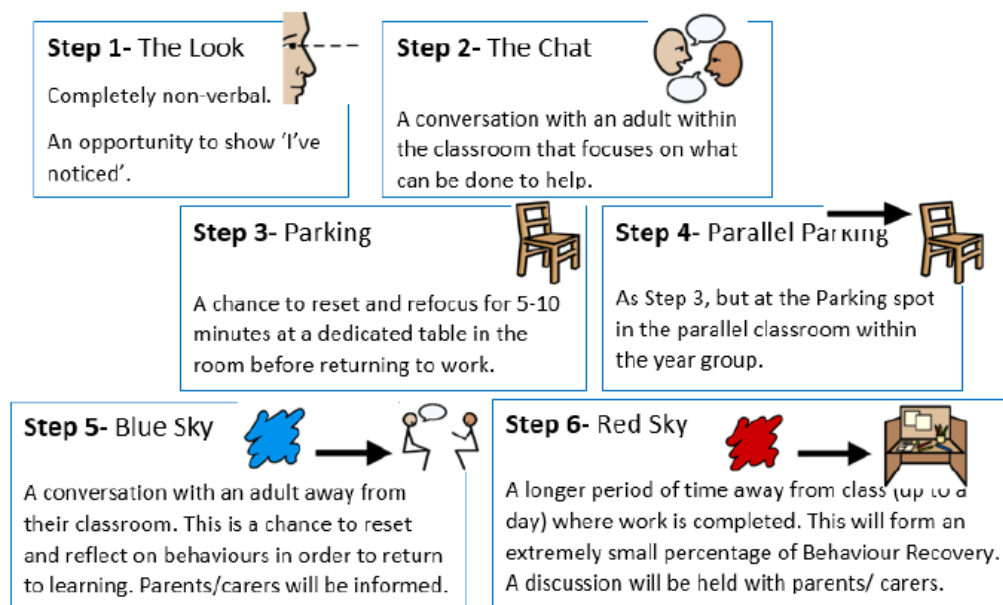 Step 1- The Look
Completely non-verbal.
An opportunity to show 'I've
noticed'.
Step 2- The Chat
A conversation with an adult within
the classroom that focuses on what
can be done to help.
Step 3- Parking
A chance to reset and refocus for 5-10
minutes at a dedicated table in the
room before returning to work.
Step 4- Parallel Parking
As Step 3, but at the Parking spot
in the parallel classroom within
the year group.
Step 5- Blue Sky
A conversation with an adult away from
their classroom. This is a chance to reset
and reflect on behaviours in order to return
to learning. Parents/carers will be informed.
Step 6- Red Sky
A longer period of time away from class (up to a
day) where work is completed. This will form an
extremely small percentage of Behaviour Recovery.
A discussion will be held with parents/ carers.